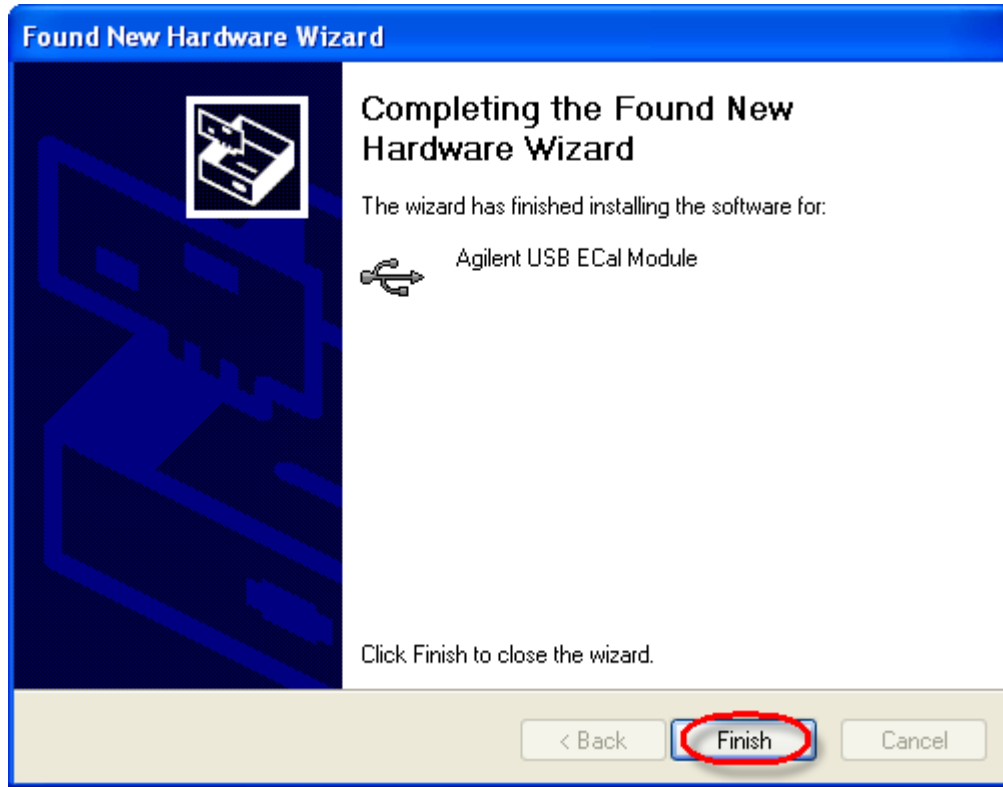 Found New Hardware Wizard
Completing the Found New
Hardware Wizard
The wizard has finished installing the software for:
Agilent USB ECal Module
Click Finish to close the wizard.
< Back Finish Cancel